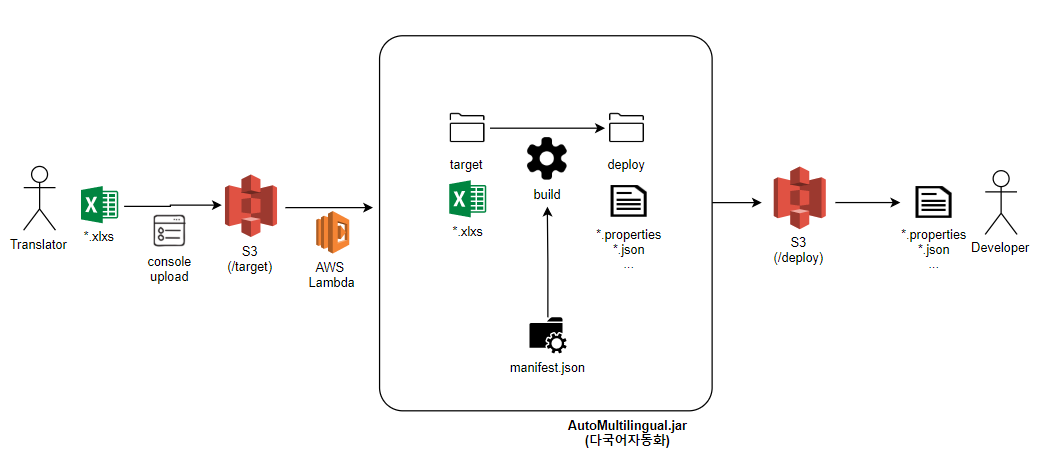 Translator
*.xlxs
console
upload
S3
(/target)
AWS
Lambda
target
*.xlxs
build
deploy
*.properties
*.json
...
manifest.json
AutoMultilingual.jar
(다국어자동화)
S3
(/deploy)
*.properties
*.json
...
Developer